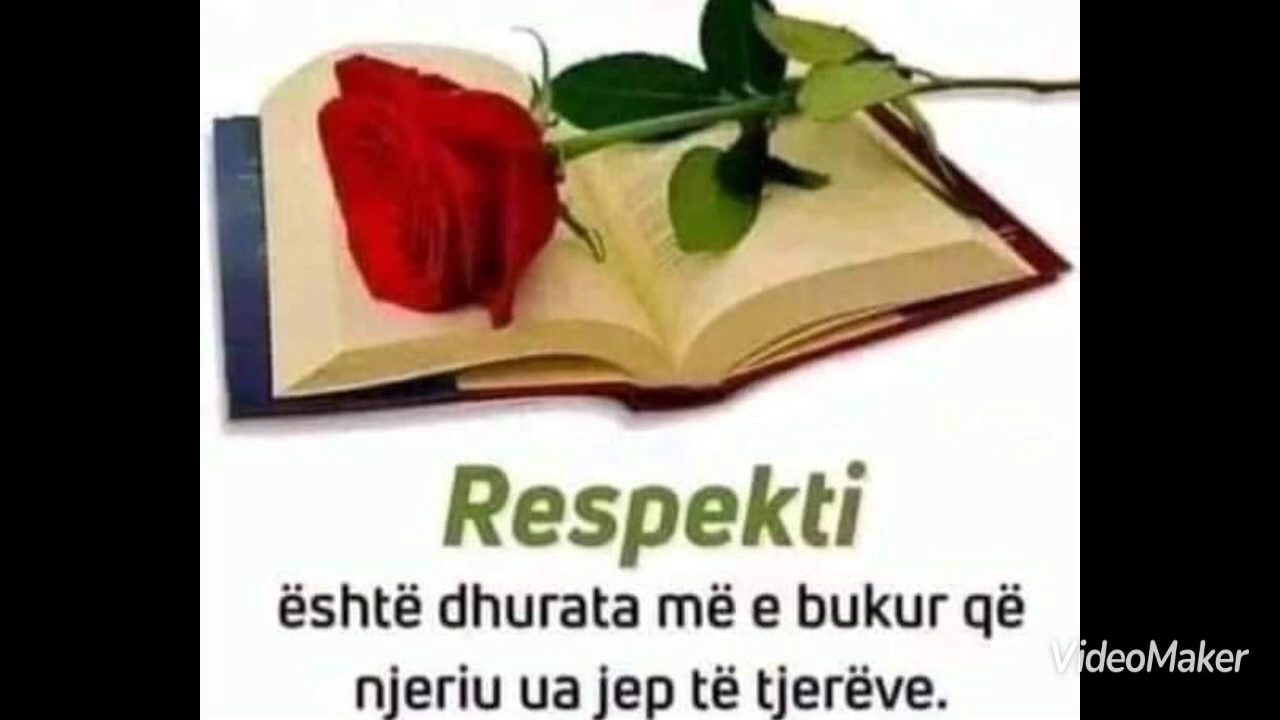 Respekti
është dhurata më e bukur që
njeriu ua jep të tjerëve.
VideoMaker